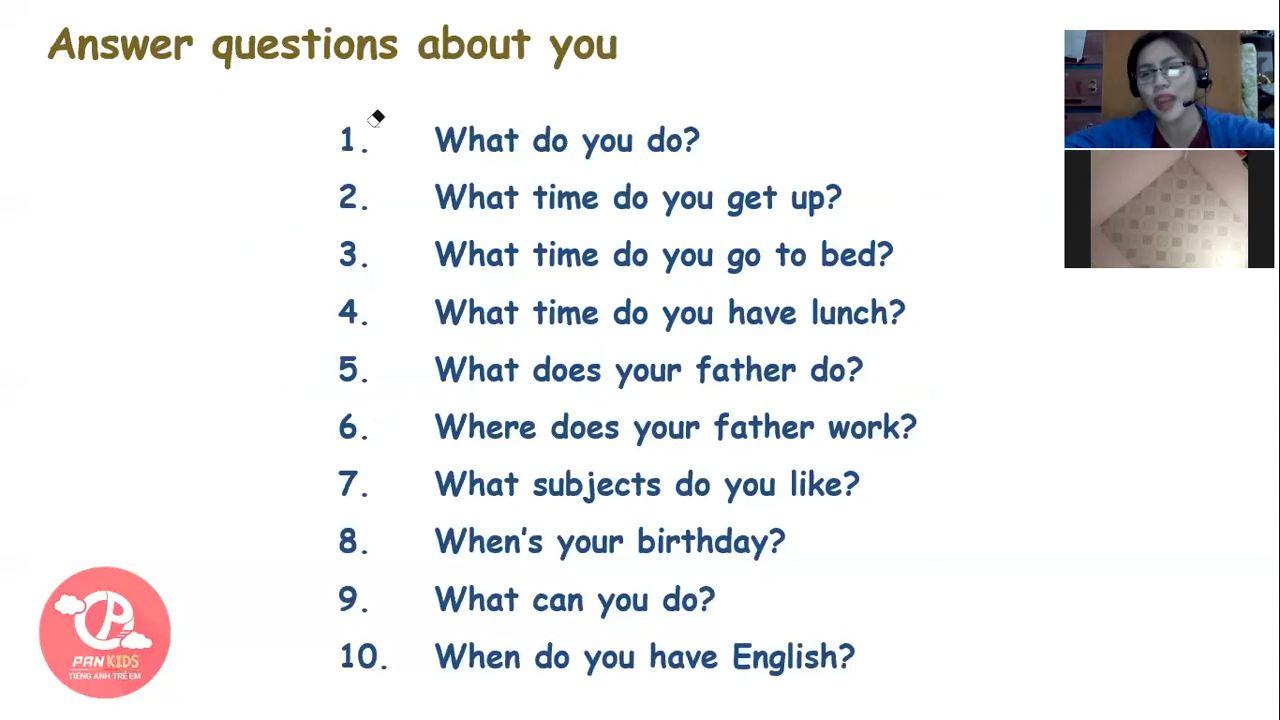 Answer questions about you
1. What do you do?
2. What time do you get up?
3. What time do you go to bed?
4. What time do you have lunch?
5. What does your father do?
6. Where does your father work?
7. What subjects do you like?
8. When's your birthday?
9. What can you do?
10. When do you have English?
PAN KIDS
TIẾNG ANH TRẺ EM